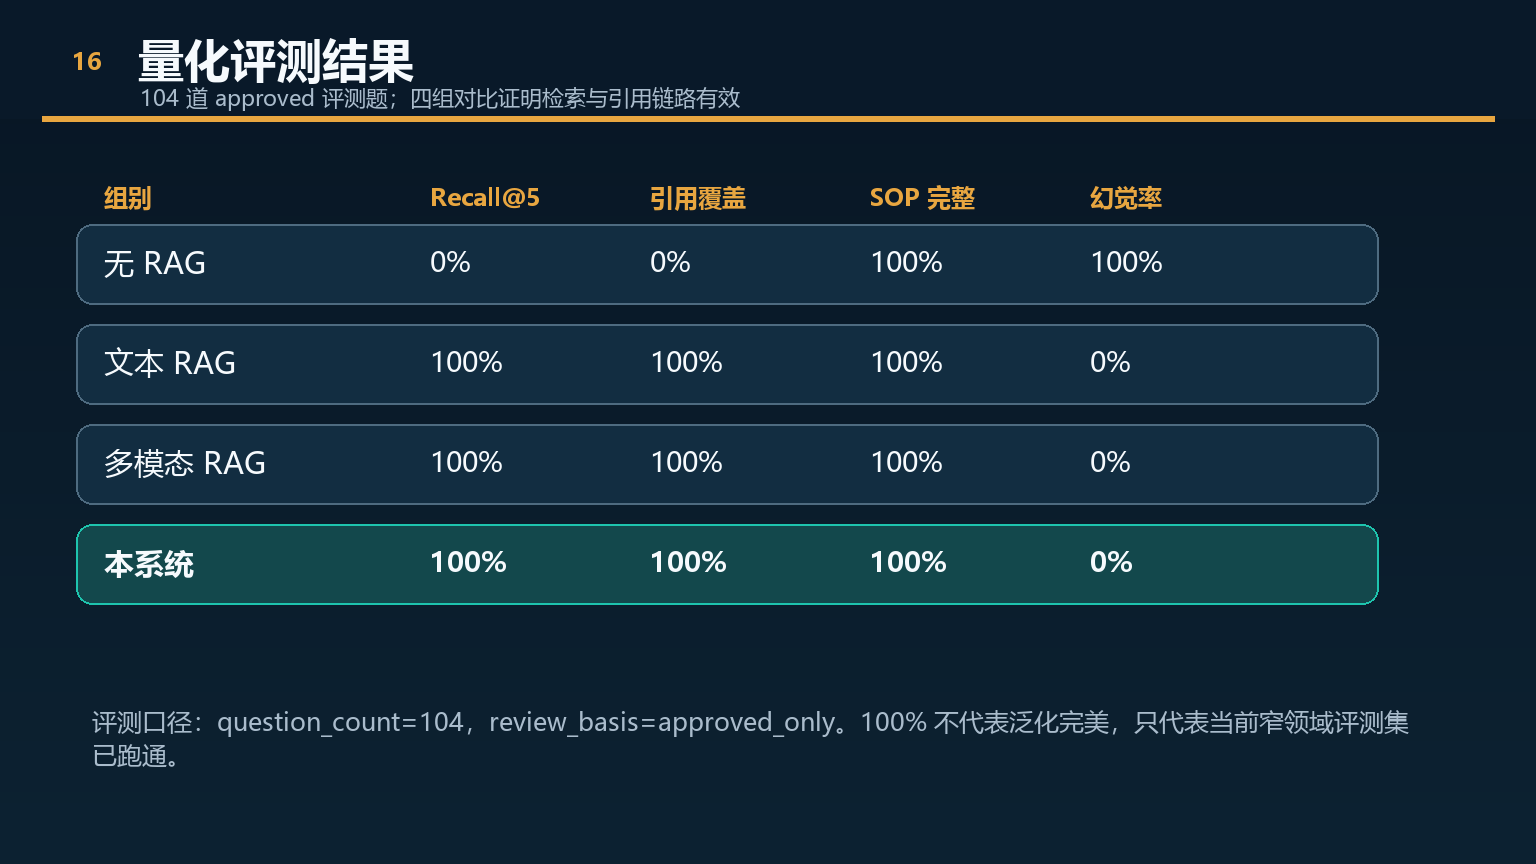 16 量化评测结果
104 道 approved 评测题；四组对比证明检索与引用链路有效
组别 Recall@5 引用覆盖 SOP 完整 幻觉率
无 RAG 0% 0% 100% 100%
文本 RAG 100% 100% 100% 0%
多模态 RAG 100% 100% 100% 0%
本系统 100% 100% 100% 0%
评测口径：question_count=104，review_basis=approved_only。100% 不代表泛化完美，只代表当前窄领域评测集
已跑通。